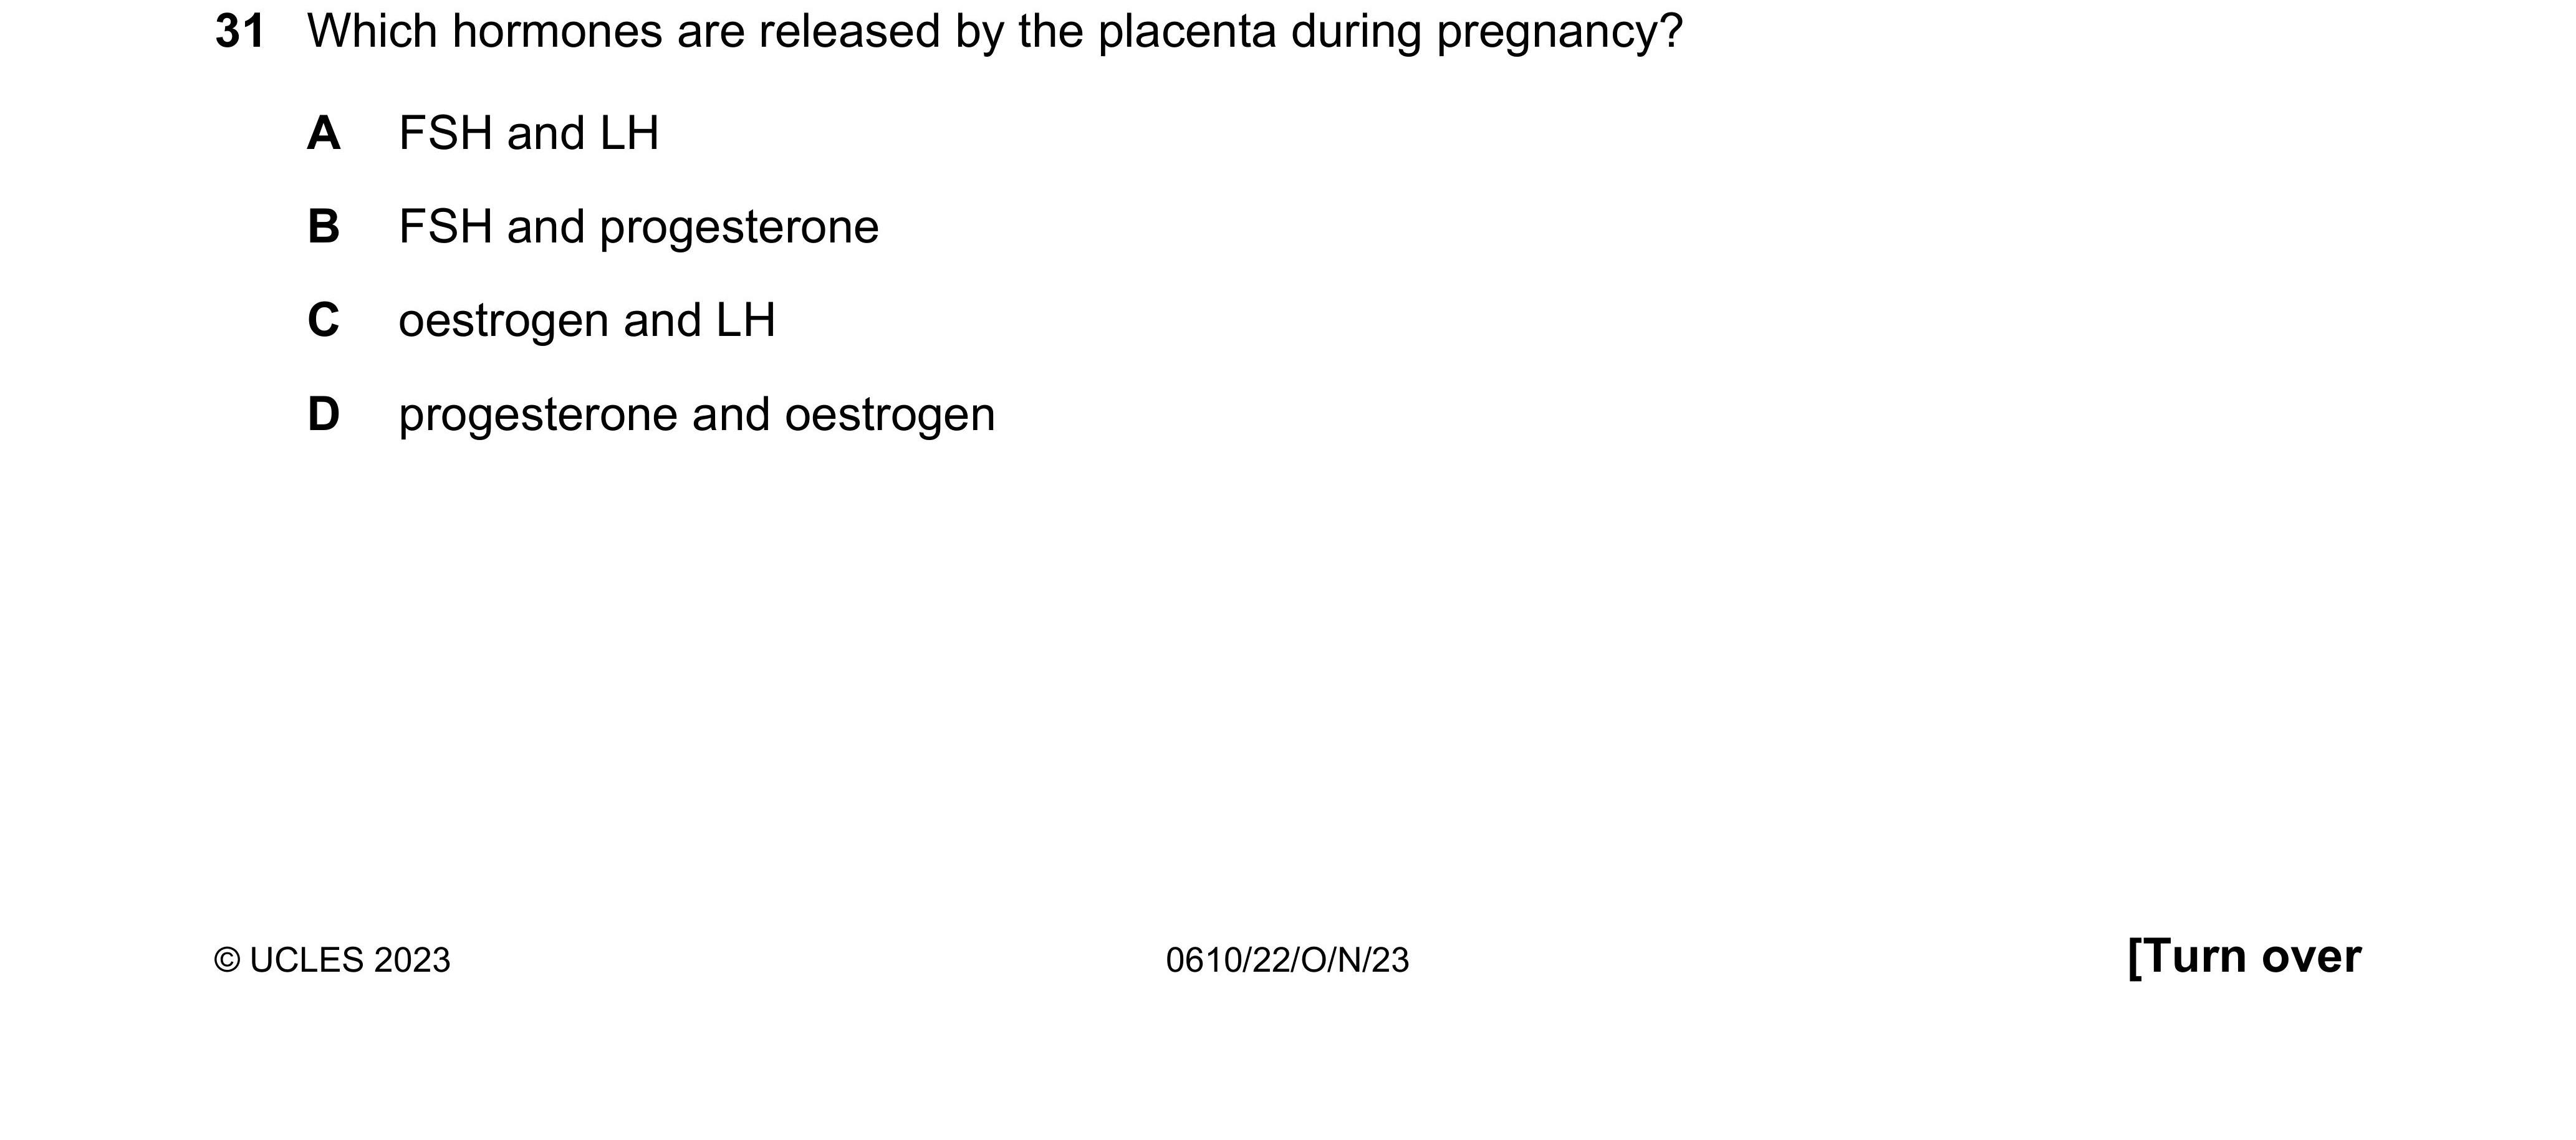 31 Which hormones are released by the placenta during pregnancy?
A FSH and LH
B FSH and progesterone
C oestrogen and LH
D progesterone and oestrogen
© UCLES 2023 0610/22/O/N/23 [Turn over